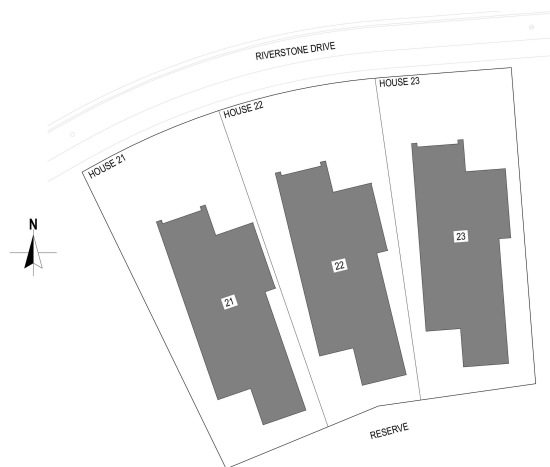 RIVERSTONE DRIVE
HOUSE 23
HOUSE 22
HOUSE 21
N
23
22
21
RESERVE